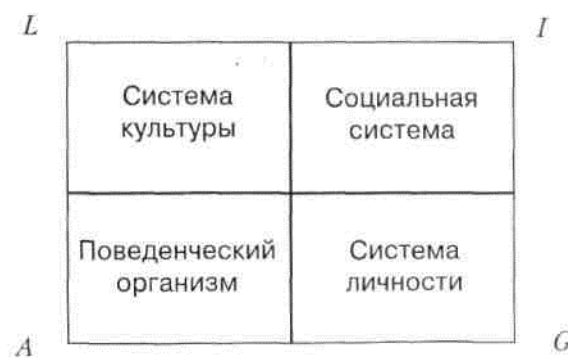 L I
Система
культуры
Социальная
система
Поведенческий
организм
Система
личности
A G